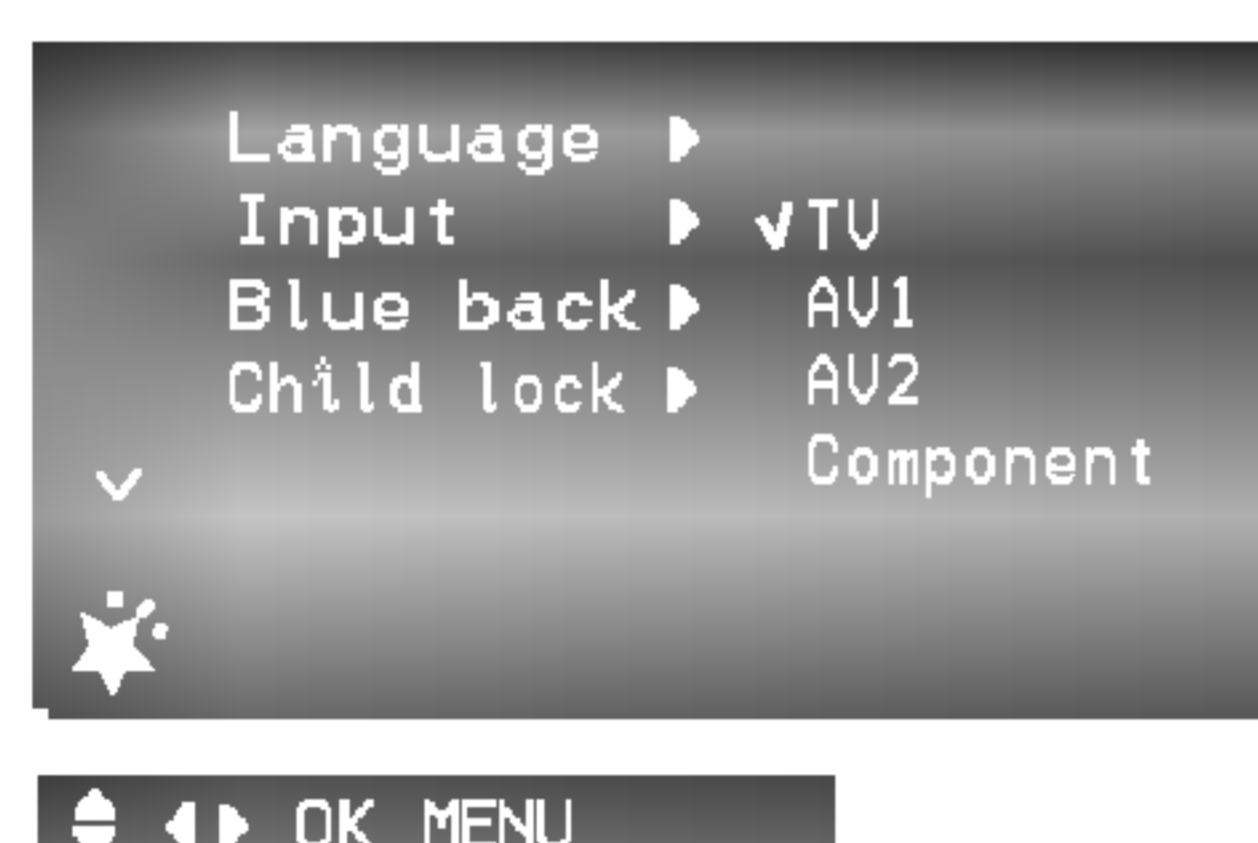 Language
Input TV
Blue back AV1
Child lock AV2
Component
OK MENU